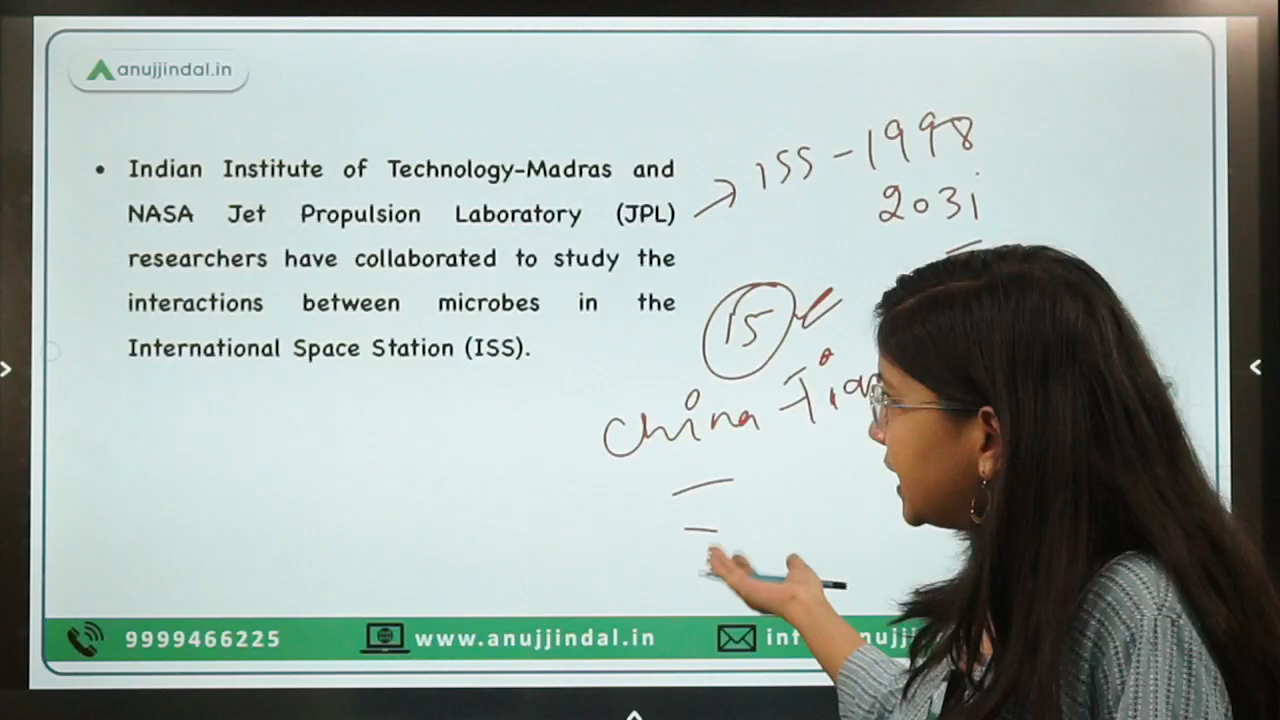 anujjindal.in
• Indian Institute of Technology-Madras and
NASA Jet Propulsion Laboratory (JPL)
researchers have collaborated to study the
interactions between microbes in the
International Space Station (ISS).
ISS - 1998
2031
15
China - Tian
9999466225
www.anujjindal.in